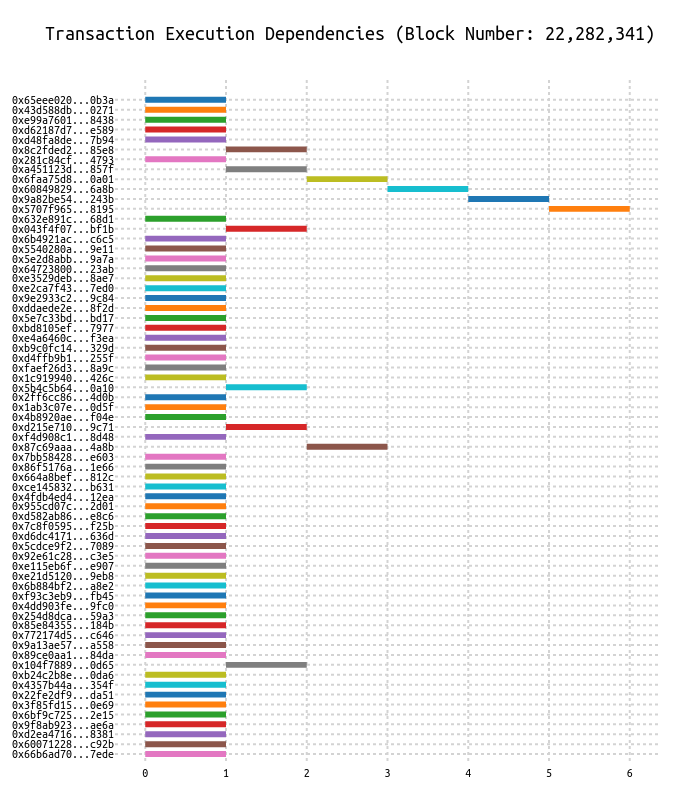 Transaction Execution Dependencies (Block Number: 22,282,341)
0x65eee020...0b3a
0x43d588db...0271
0xe99a7601...8438
0xd62187d7...e589
0xd48fa8de...7b94
0x8c2fded2...85e8
0x281c84cf...4793
0xa451123d...857f
0x6faa75d8...0a01
0x60849829...6a8b
0x9a82be54...243b
0x5707f965...8195
0x632e891c...68d1
0x043f4f07...bf1b
0x6b4921ac...c6c5
0x5540280a...9e11
0x5e2d8abb...9a7a
0x64723800...23ab
0xe3529deb...8ae7
0xe2ca7f43...7ed0
0x9e2933c2...9c84
0xddaede2e...8f2d
0x5e7c33bd...bd17
0xbd8105ef...7977
0xe4a6460c...f3ea
0xb9c0fc14...329d
0xd4ffb9b1...255f
0xfaef26d3...8a9c
0x1c919940...426c
0x5b4c5b64...0a10
0x2ff6cc86...4d0b
0x1ab3c07e...0d5f
0x4b8920ae...f04e
0xd215e710...9c71
0xf4d908c1...8d48
0x87c69aaa...4a8b
0x7bb58428...e603
0x86f5176a...1e66
0x664a8bef...812c
0xce145832...b631
0x4fdb4ed4...12ea
0x955cd07c...2d01
0xd582ab86...e8c6
0x7c8f0595...f25b
0xd6dc4171...636d
0x5cdce9f2...7089
0x92e61c28...c3e5
0xe115eb6f...e907
0xe21d5120...9eb8
0x6b884bf2...a8e2
0xf93c3eb9...fb45
0x4dd903fe...9fc0
0x254d8dca...59a3
0x85e84355...184b
0x772174d5...c646
0x9a13ae57...a558
0x89ce0aa1...84da
0x104f7889...0d65
0xb24c2b8e...0da6
0x4357b44a...354f
0x22fe2df9...da51
0x3f85fd15...0e69
0x6bf9c725...2e15
0x9f8ab923...ae6a
0xd2ea4716...8381
0x60071228...c92b
0x66b6ad70...7ede
0 1 2 3 4 5 6